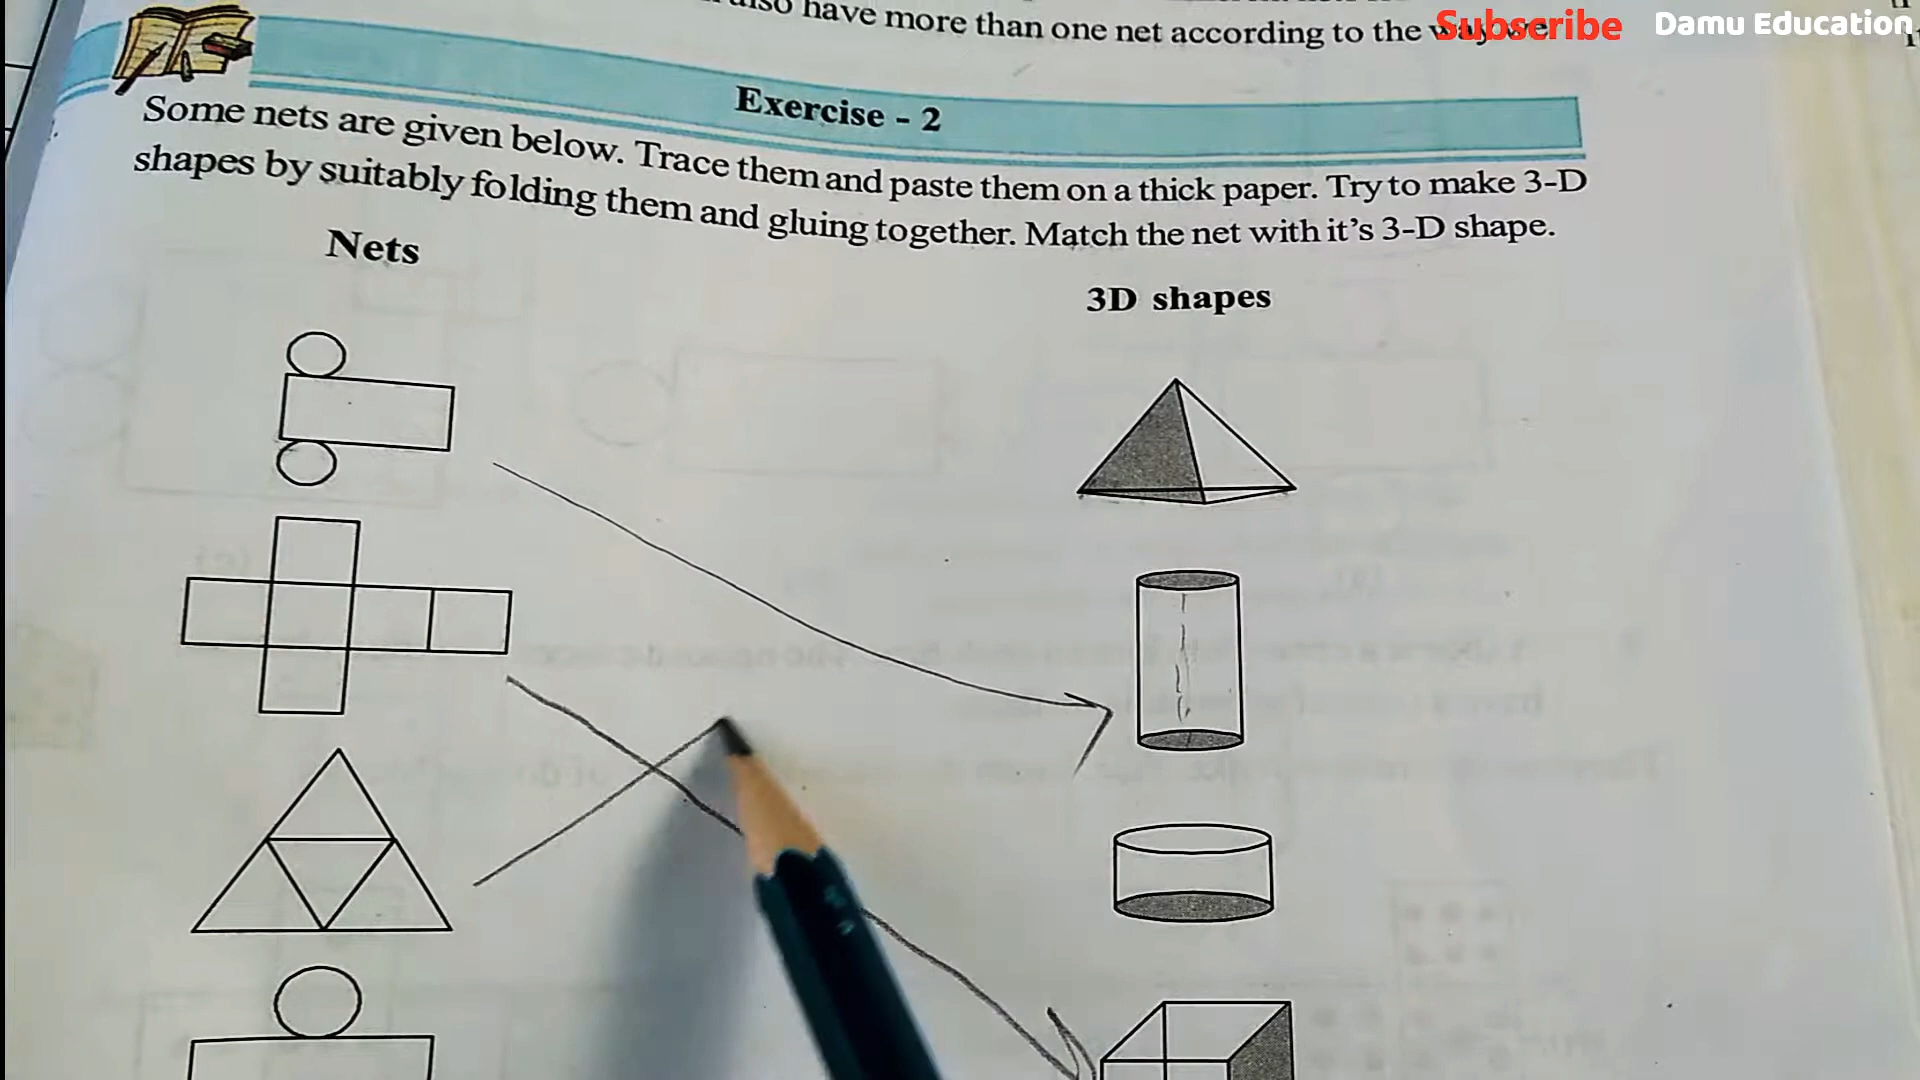 also have more than one net according to the
Subscribe
Damu Education
Exercise - 2
Some nets are given below. Trace them and paste them on a thick paper. Try to make 3-D
shapes by suitably folding them and gluing together. Match the net with it's 3-D shape.
Nets
3D shapes